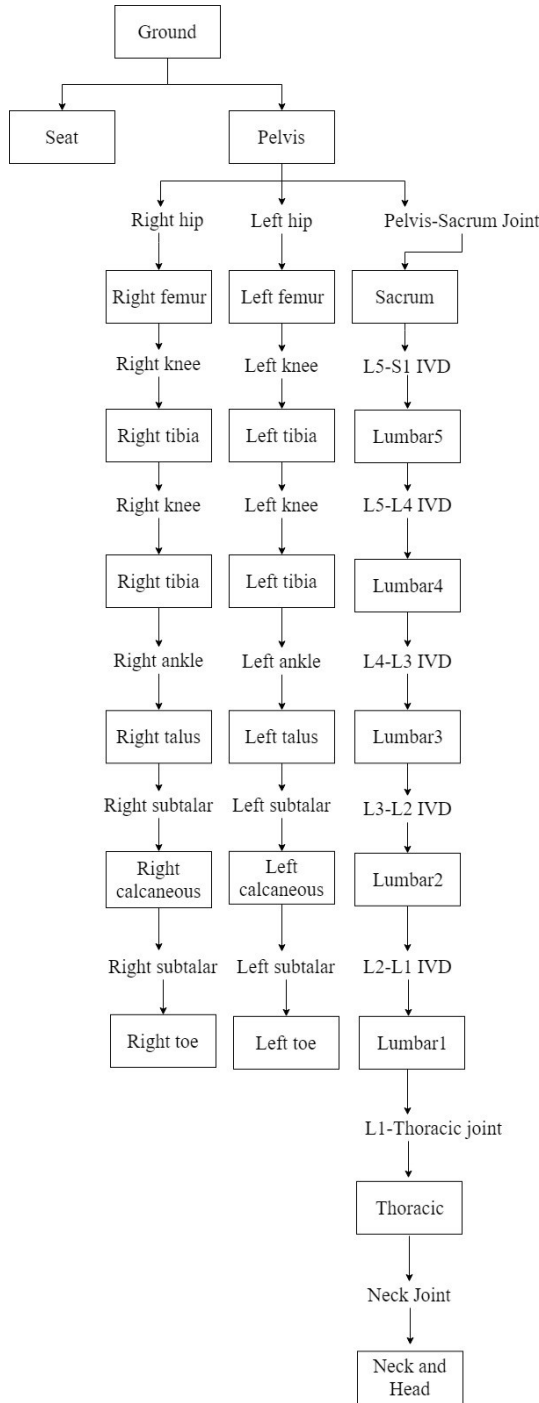 Ground
Seat
Pelvis
Right hip
Left hip
Pelvis-Sacrum Joint
Right femur
Left femur
Sacrum
Right knee
Left knee
L5-S1 IVD
Right tibia
Left tibia
Lumbar5
Right knee
Left knee
L5-L4 IVD
Right tibia
Left tibia
Lumbar4
Right ankle
Left ankle
L4-L3 IVD
Right talus
Left talus
Lumbar3
Right subtalar
Left subtalar
L3-L2 IVD
Right
calcaneous
Left
calcaneous
Lumbar2
Right subtalar
Left subtalar
L2-L1 IVD
Right toe
Left toe
Lumbar1
L1-Thoracic joint
Thoracic
Neck Joint
Neck and
Head